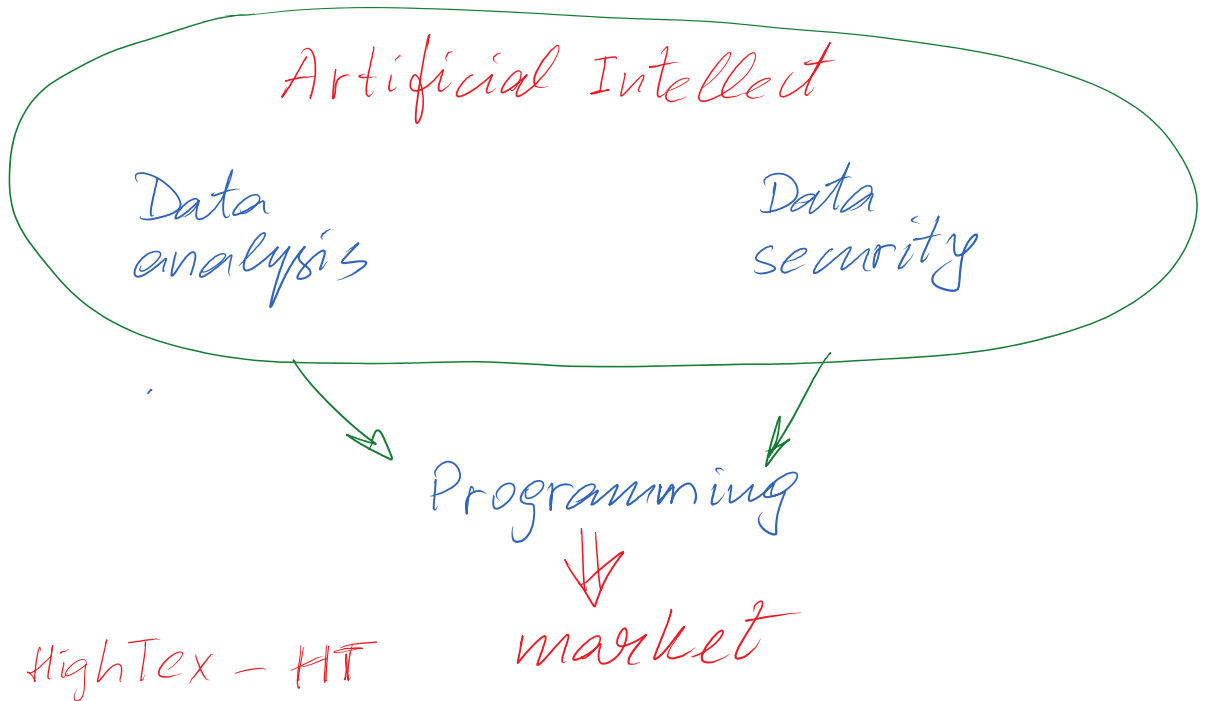 Artificial Intellect
Data
analysis
Data
security
Programming
market
HighTex - HT